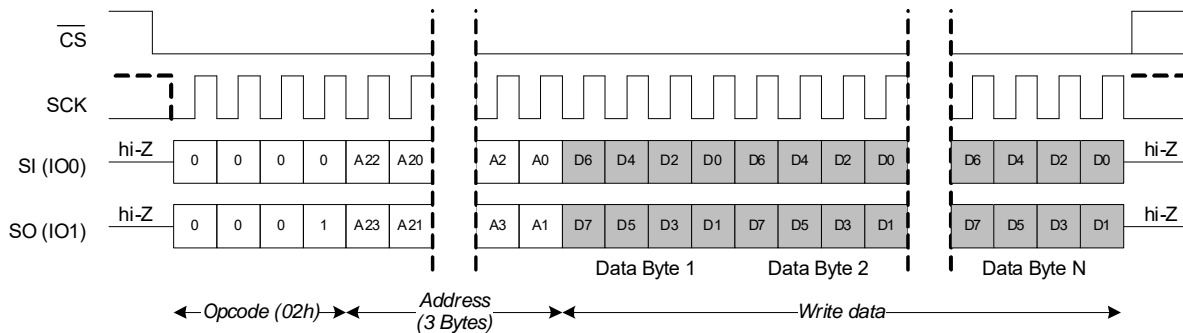 CS
SCK
SI (IO0) hi-Z 0 0 0 0 A22 A20 A2 A0 D6 D4 D2 D0 D6 D4 D2 D0 D6 D4 D2 D0 hi-Z
SO (IO1) hi-Z 0 0 0 1 A23 A21 A3 A1 D7 D5 D3 D1 D7 D5 D3 D1 D7 D5 D3 D1 hi-Z
Data Byte 1 Data Byte 2 Data Byte N
Opcode (02h) Address Write data
(3 Bytes)